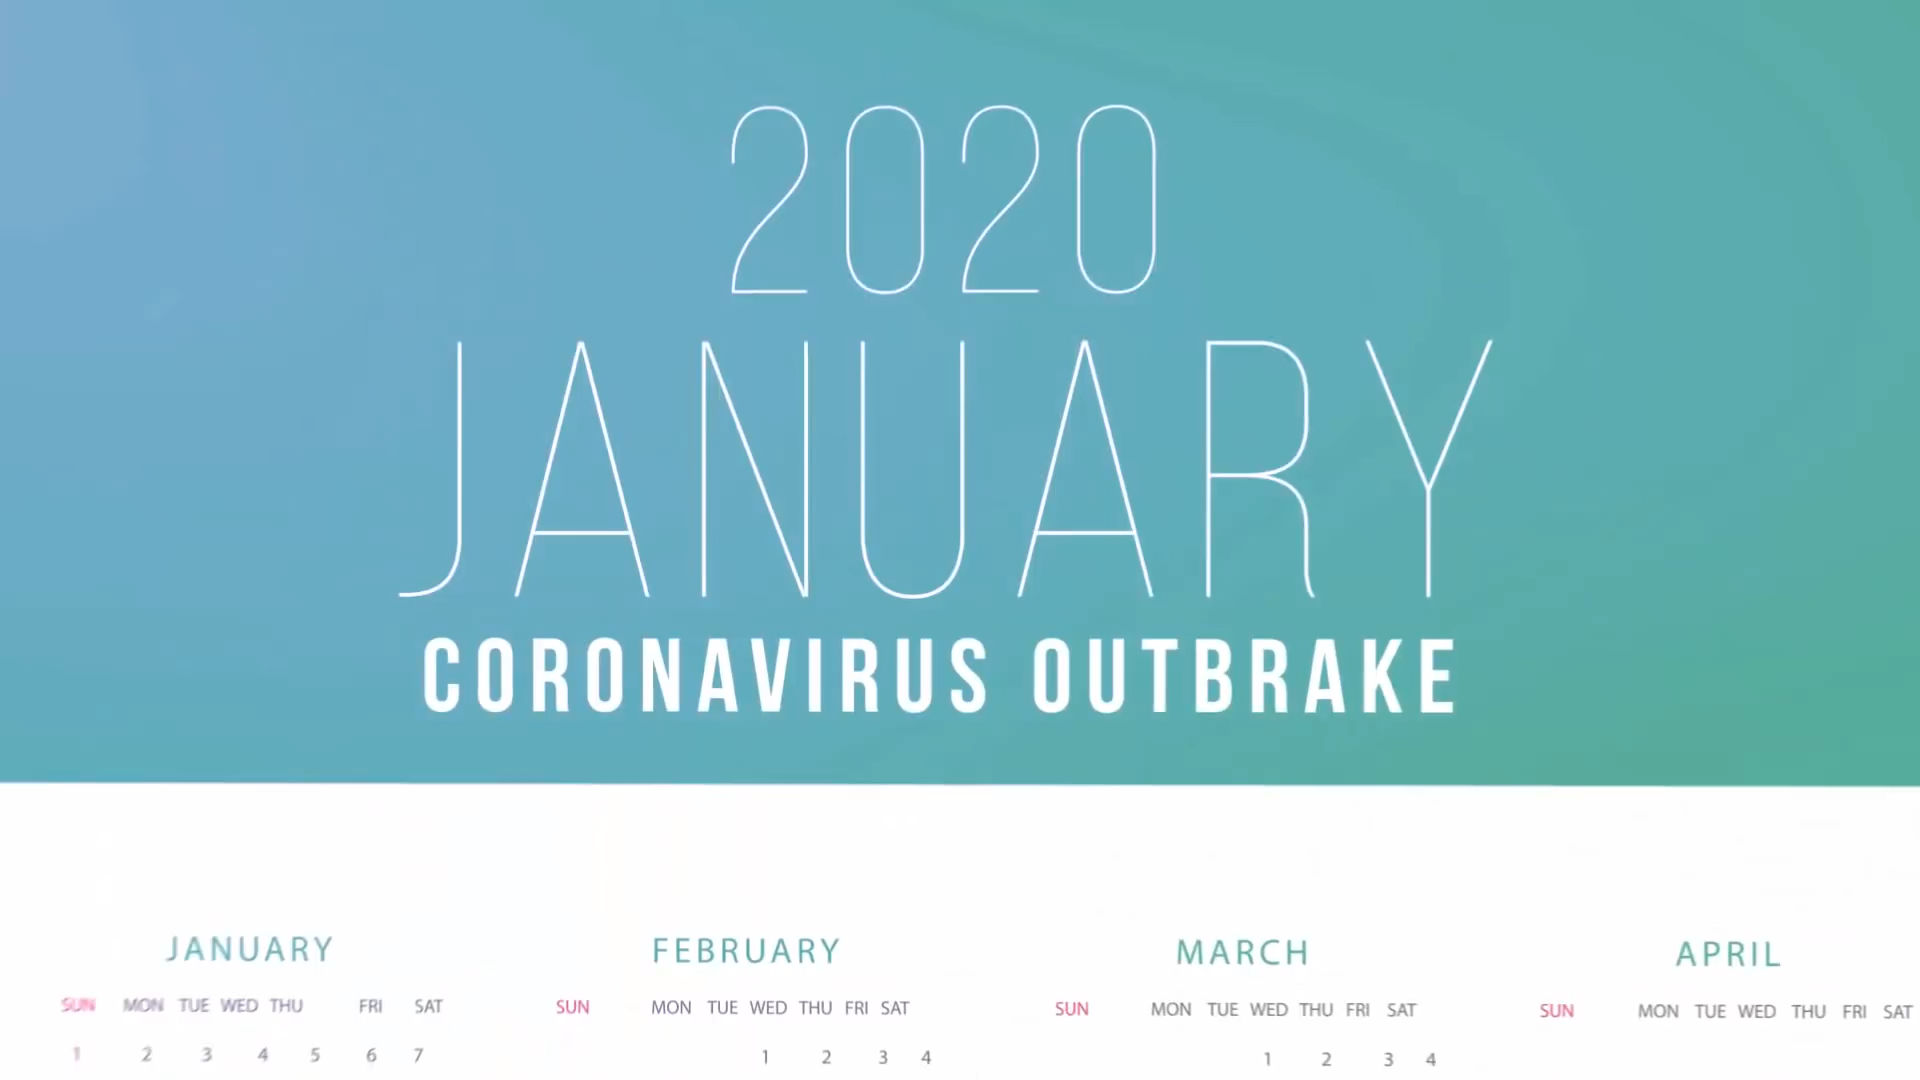 2020
JANUARY
CORONAVIRUS OUTBRAKE
JANUARY FEBRUARY MARCH APRIL
SUN MON TUE WED THU FRI SAT SUN MON TUE WED THU FRI SAT SUN MON TUE WED THU FRI SAT SUN MON TUE WED THU FRI SAT
1 2 3 4 5 6 7 1 2 3 4 1 2 3 4